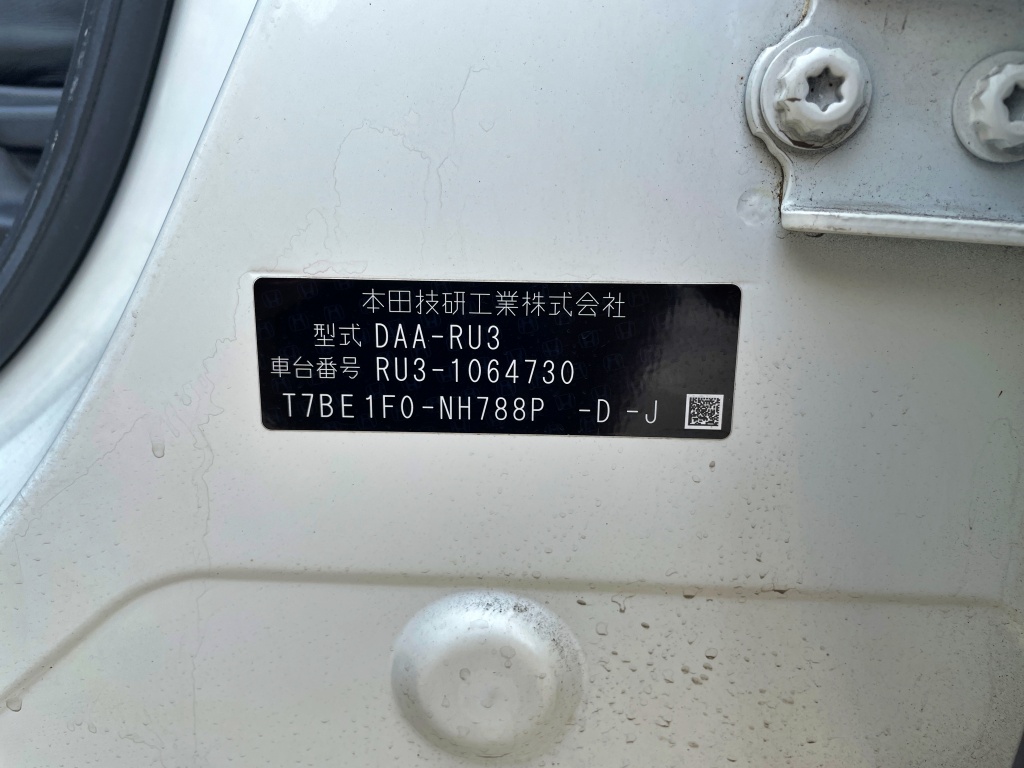 本田技研工業株式会社
型式 DAA-RU3
車台番号 RU3-1064730
T7BE1F0-NH788P -D-J